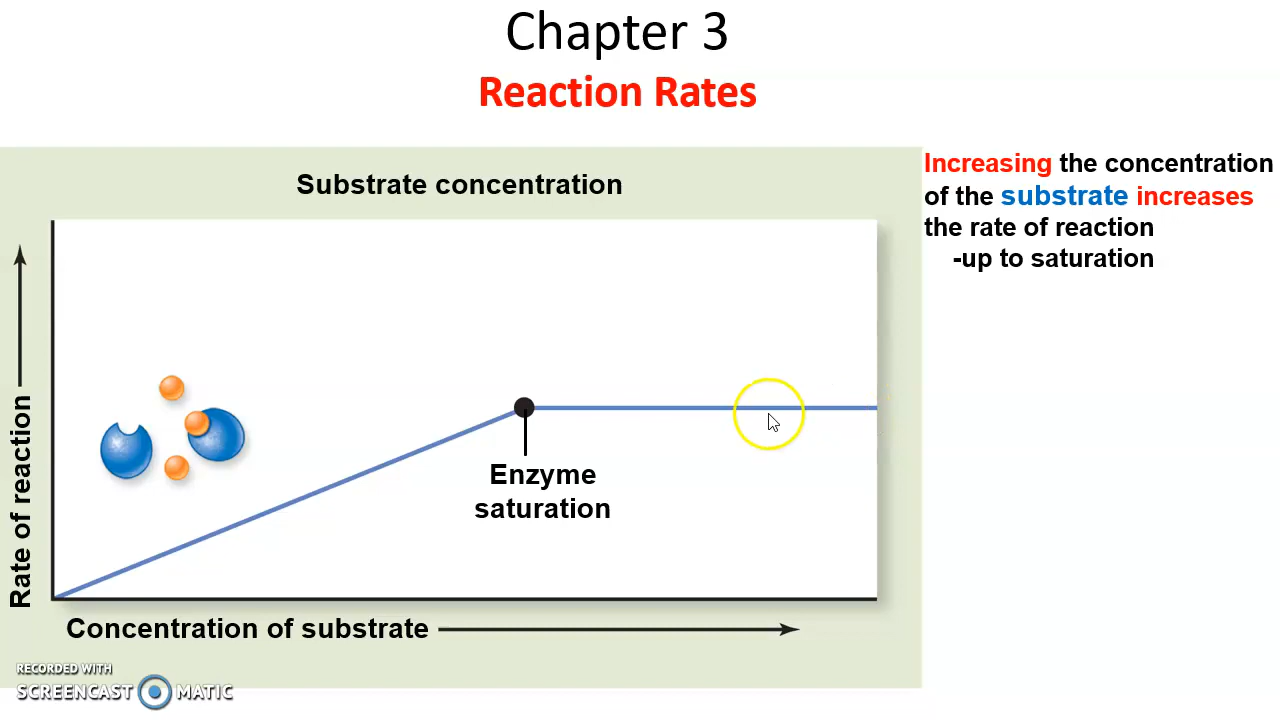 Chapter 3
Reaction Rates
Substrate concentration
Increasing the concentration
of the substrate increases
the rate of reaction
-up to saturation
Rate of reaction
Enzyme
saturation
Concentration of substrate
RECORDED WITH
SCREENCAST MATIC